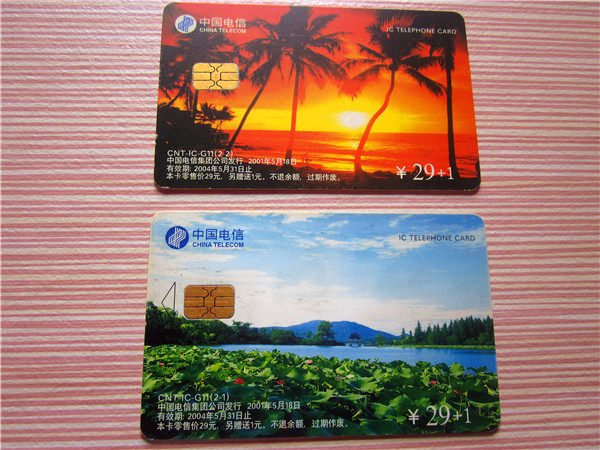 中国电信
CHINA TELECOM
IC TELEPHONE CARD
CNT-IC-G11(2-2)
中国电信集团公司发行 2001年5月18日
有效期: 2004年5月31日止
本卡零售价29元，另赠送1元，不退余额，过期作废。
¥ 29+1
中国电信
CHINA TELECOM
IC TELEPHONE CARD
CNT-IC-G11(2-1)
中国电信集团公司发行 2001年5月18日
有效期: 2004年5月31日止
本卡零售价29元，另赠送1元，不退余额，过期作废。
¥ 29+1